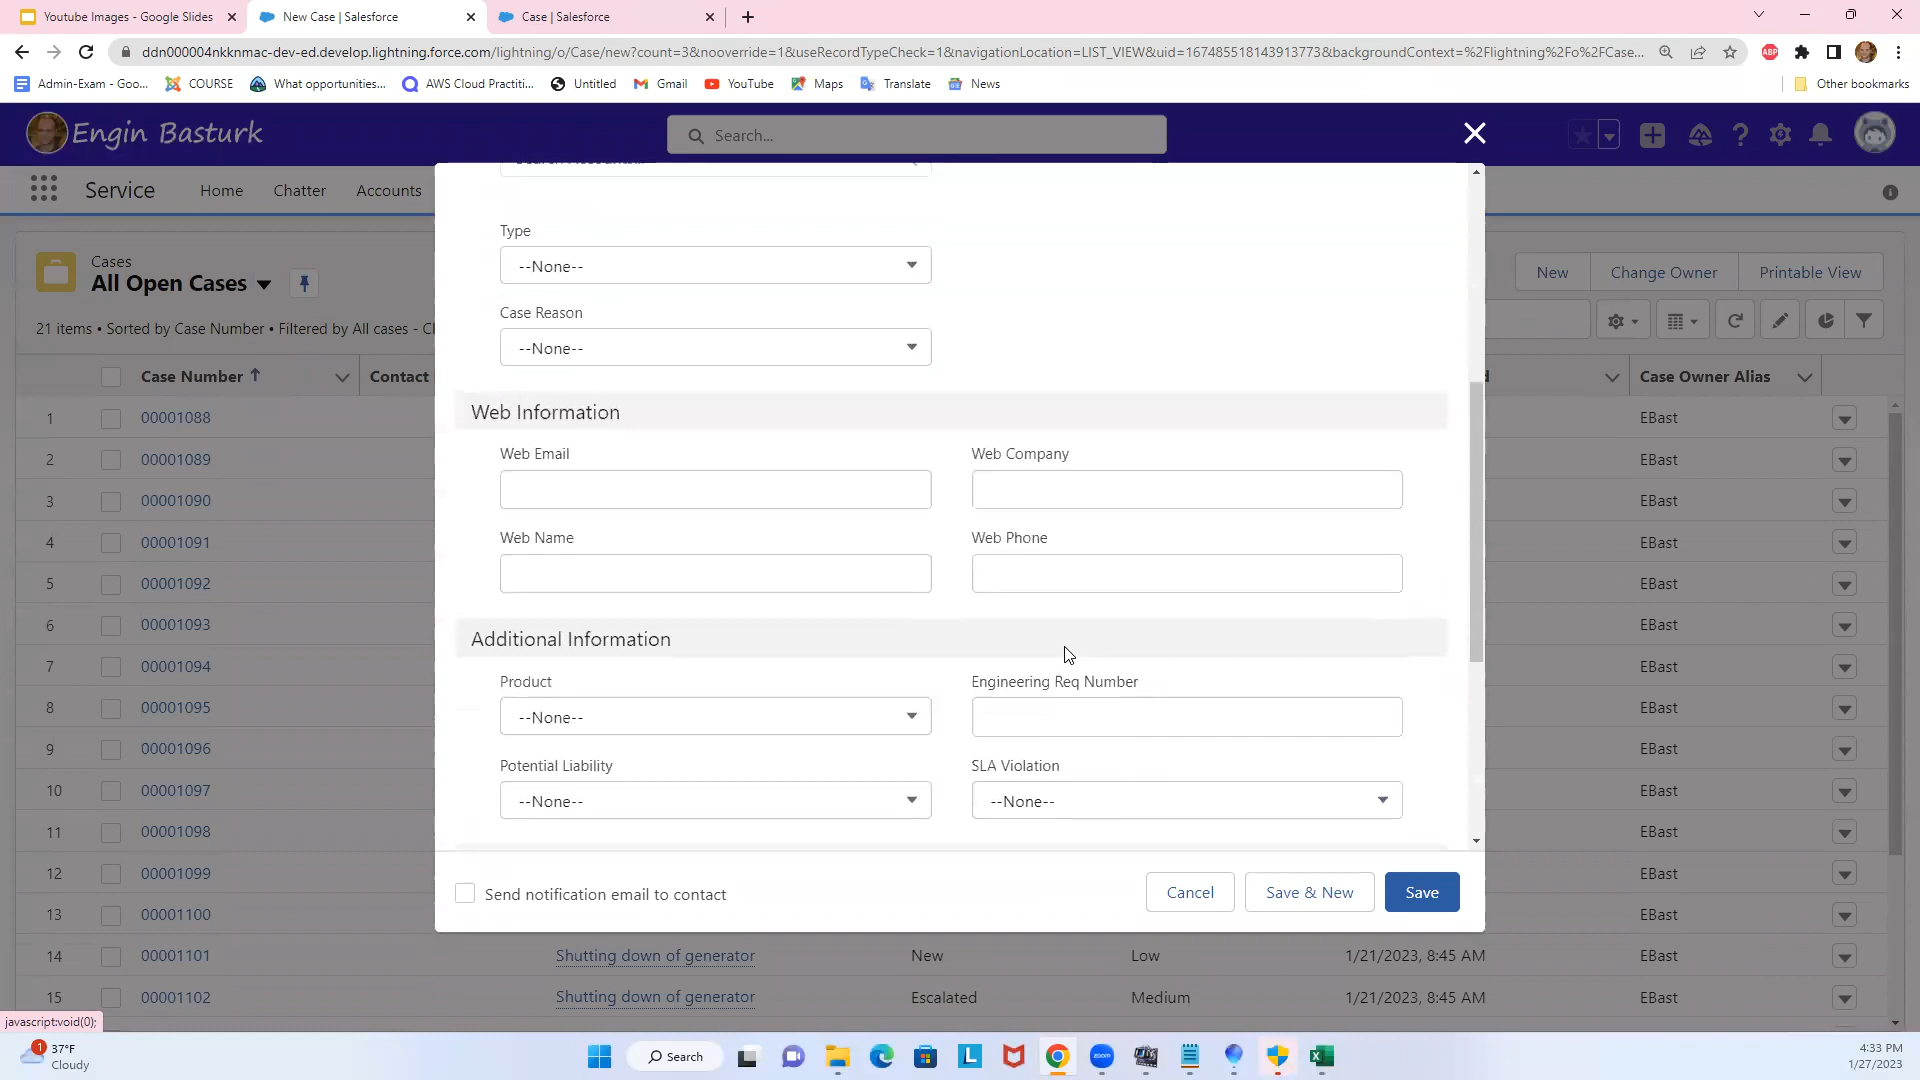 Youtube Images - Google Slides
New Case | Salesforce
Case | Salesforce
ddn000004nkknmac-dev-ed.develop.lightning.force.com/lightning/o/Case/new?count=3&nooverride=1&useRecordTypeCheck=1&navigationLocation=LIST_VIEW&uid=167485518143913773&backgroundContext=%2Flightning%2Fo%2FCase...
Admin-Exam - Goo...
COURSE
What opportunities...
AWS Cloud Practiti...
Untitled
Gmail
YouTube
Maps
Translate
News
Other bookmarks
Engin Basturk
Search...
Service
Home
Chatter
Accounts
Cases
All Open Cases
New
Change Owner
Printable View
21 items • Sorted by Case Number • Filtered by All cases - Cl
Case Number
Contact
Case Owner Alias
1 00001088 EBast
2 00001089 EBast
3 00001090 EBast
4 00001091 EBast
5 00001092 EBast
6 00001093 EBast
7 00001094 EBast
8 00001095 EBast
9 00001096 EBast
10 00001097 EBast
11 00001098 EBast
12 00001099 EBast
13 00001100 EBast
14 00001101 Shutting down of generator New Low 1/21/2023, 8:45 AM EBast
15 00001102 Shutting down of generator Escalated Medium 1/21/2023, 8:45 AM EBast
Type
--None--
Case Reason
--None--
Web Information
Web Email
Web Company
Web Name
Web Phone
Additional Information
Product
--None--
Engineering Req Number
Potential Liability
--None--
SLA Violation
--None--
Send notification email to contact
Cancel
Save & New
Save
javascript:void(0);
1
37°F
Cloudy
Search
4:33 PM
1/27/2023